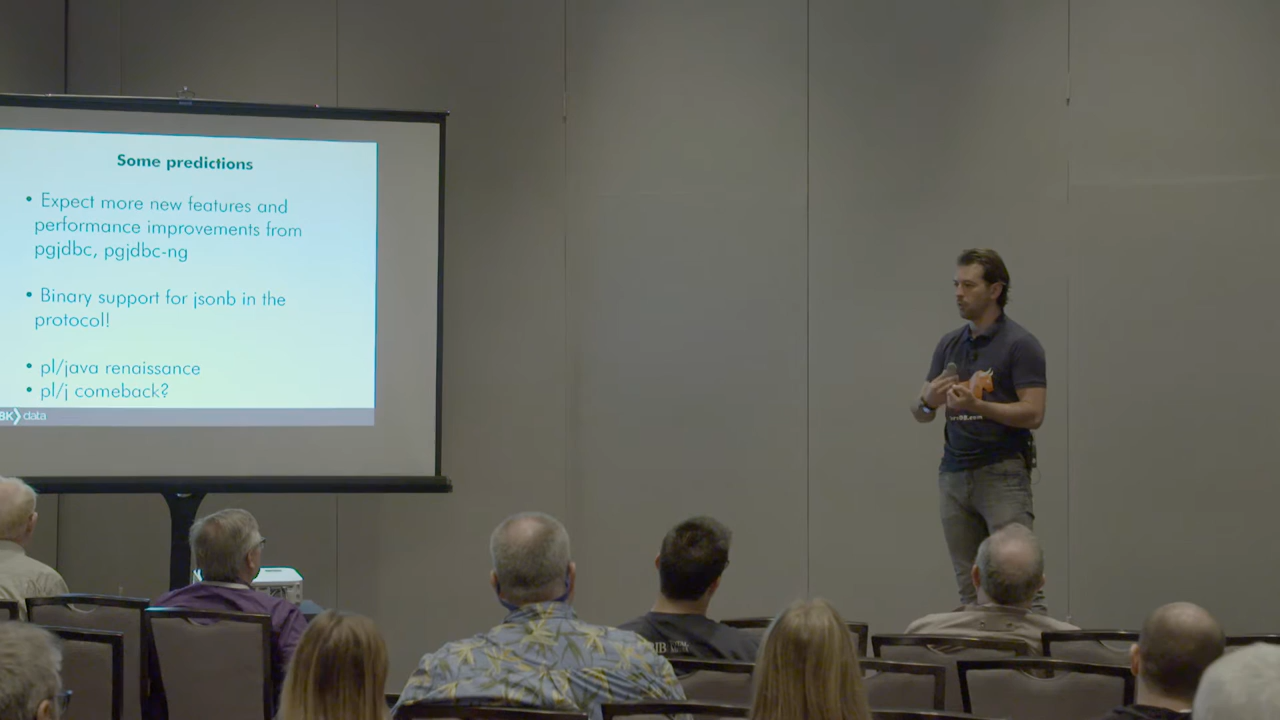 Some predictions
• Expect more new features and
performance improvements from
pgjdbc, pgjdbc-ng
• Binary support for jsonb in the
protocol!
• pl/java renaissance
• pl/j comeback?
data